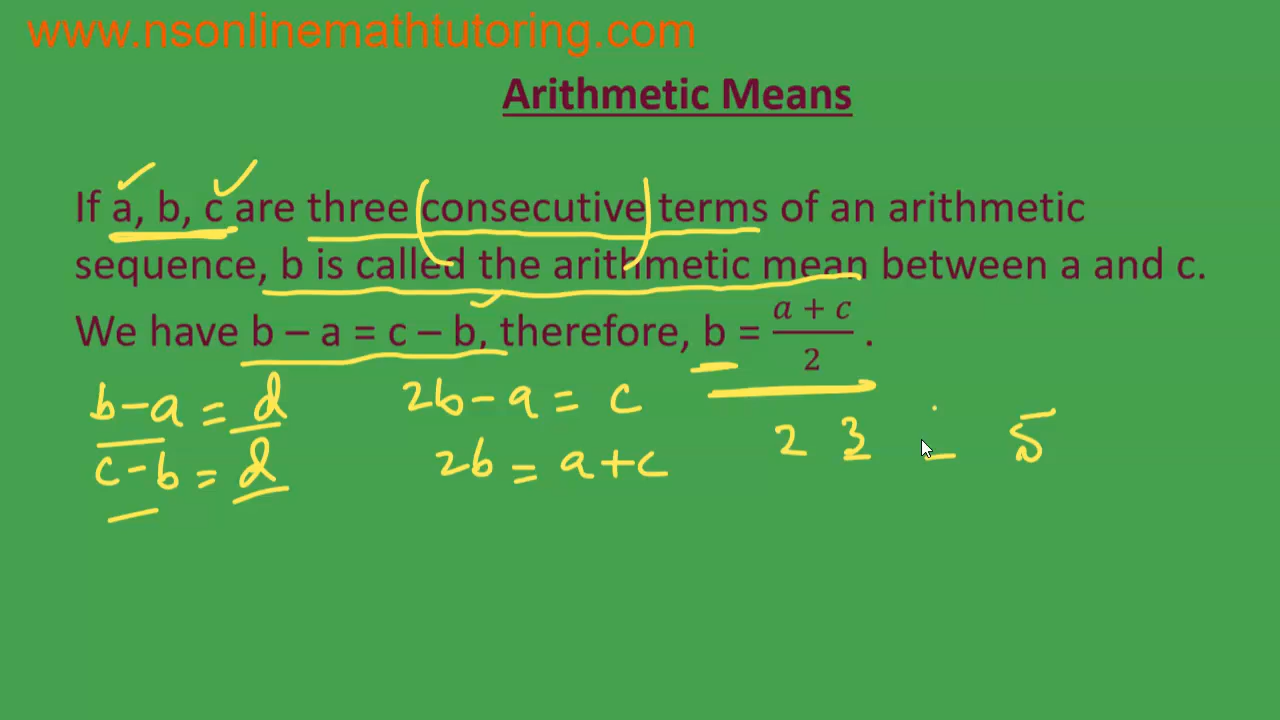 www.nsonlinemathtutoring.com
Arithmetic Means
If a, b, c are three (consecutive) terms of an arithmetic
sequence, b is called the arithmetic mean between a and c.
We have b – a = c – b, therefore, b = \frac{a + c}{2} .
b-a = d 2b-a = c
2 3 5
c-b = d 2b = a+c